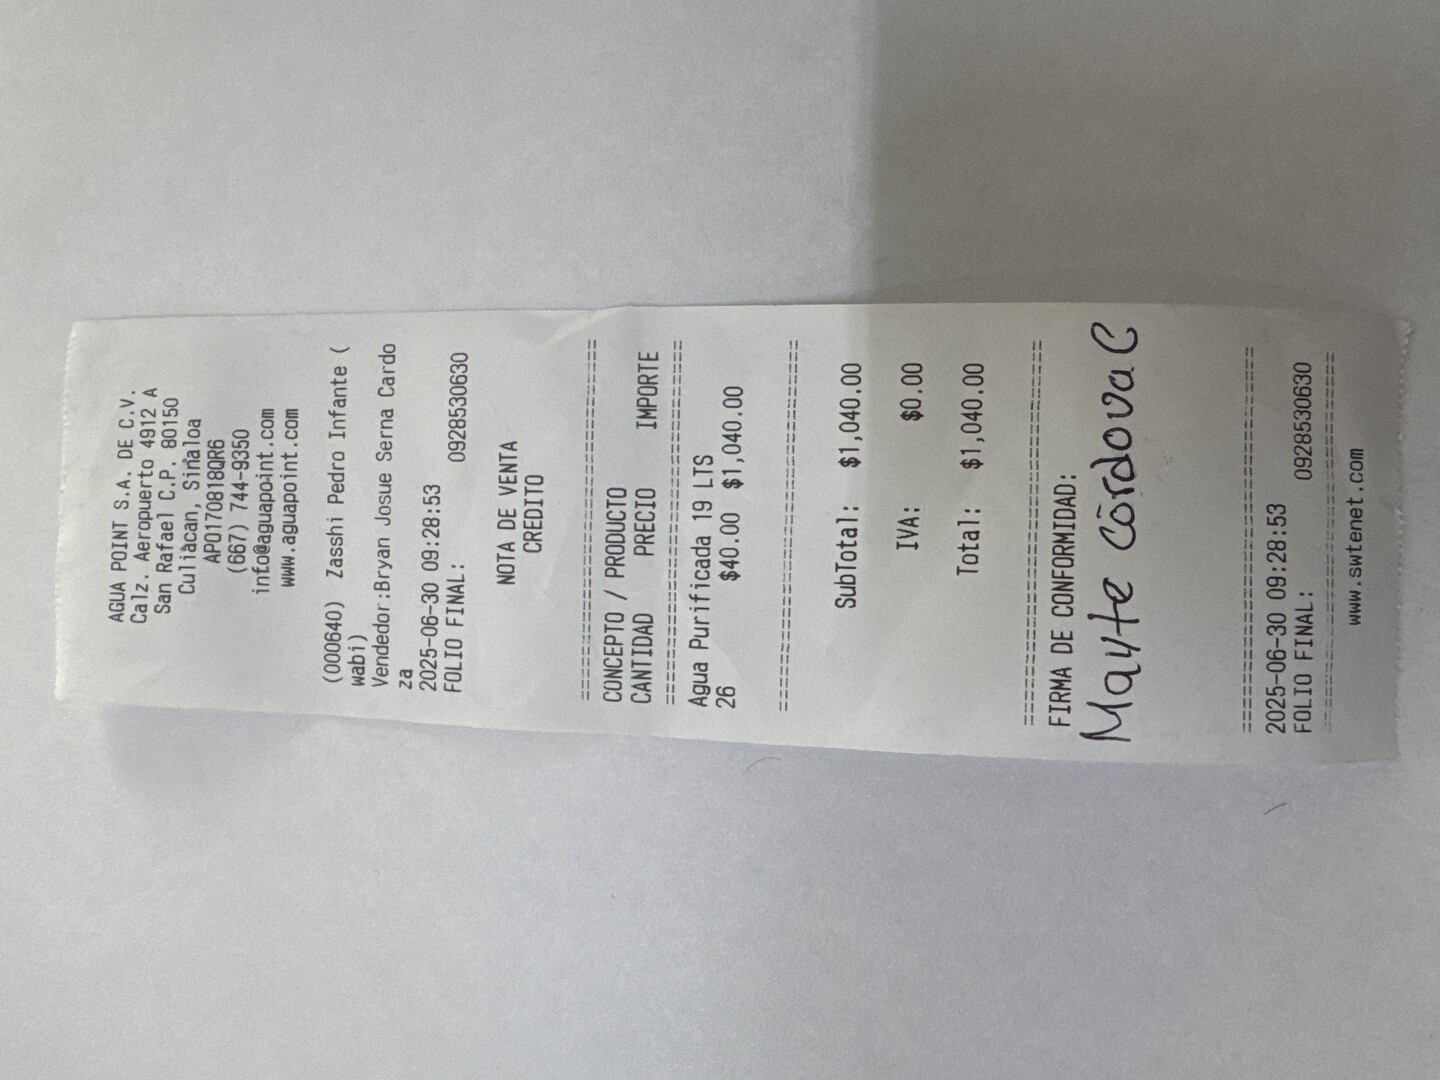 AGUA POINT S.A. DE C.V.
Calz. Aeropuerto 4912 A
San Rafael C.P. 80150
Culiacan, Sinaloa
APO170818QR6
(667) 744-9350
info@aguapoint.com
www.aguapoint.com
(000640) Zasshi Pedro Infante (
wabi)
Vendedor:Bryan Josue Serna Cardo
za
2025-06-30 09:28:53
FOLIO FINAL: 0928530630
NOTA DE VENTA
CREDITO
================================
CONCEPTO / PRODUCTO
CANTIDAD PRECIO IMPORTE
================================
Agua Purificada 19 LTS
26 $40.00 $1,040.00
================================
SubTotal: $1,040.00
IVA: $0.00
Total: $1,040.00
================================
FIRMA DE CONFORMIDAD:
Mayte Córdova C
================================
2025-06-30 09:28:53
FOLIO FINAL: 0928530630
================================
www.swtenet.com